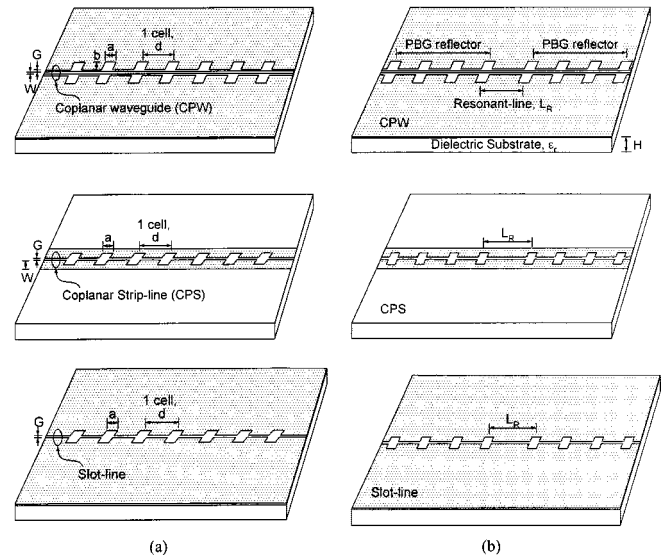 1 cell,
G
b
a
d
W
Coplanar waveguide (CPW)
PBG reflector
PBG reflector
Resonant-line, L_R
CPW
Dielectric Substrate, ε_r
H
1 cell,
G
a
d
W
Coplanar Strip-line (CPS)
L_R
CPS
1 cell,
G
a
d
Slot-line
L_R
Slot-line
(a)
(b)